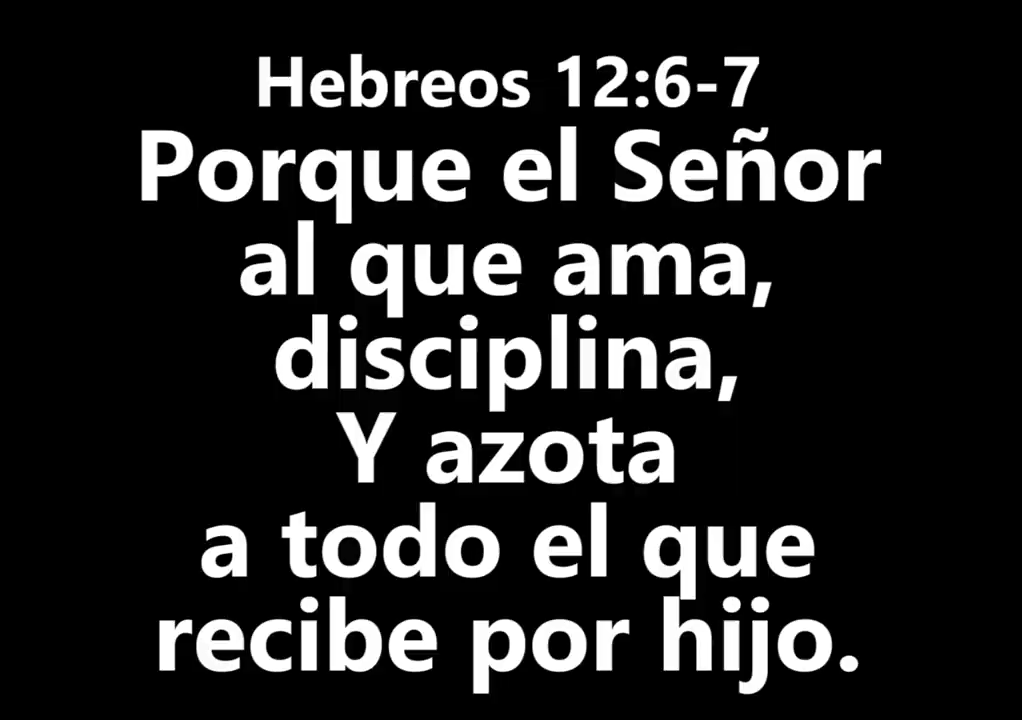 Hebreos 12:6-7
Porque el Señor
al que ama,
disciplina,
Y azota
a todo el que
recibe por hijo.